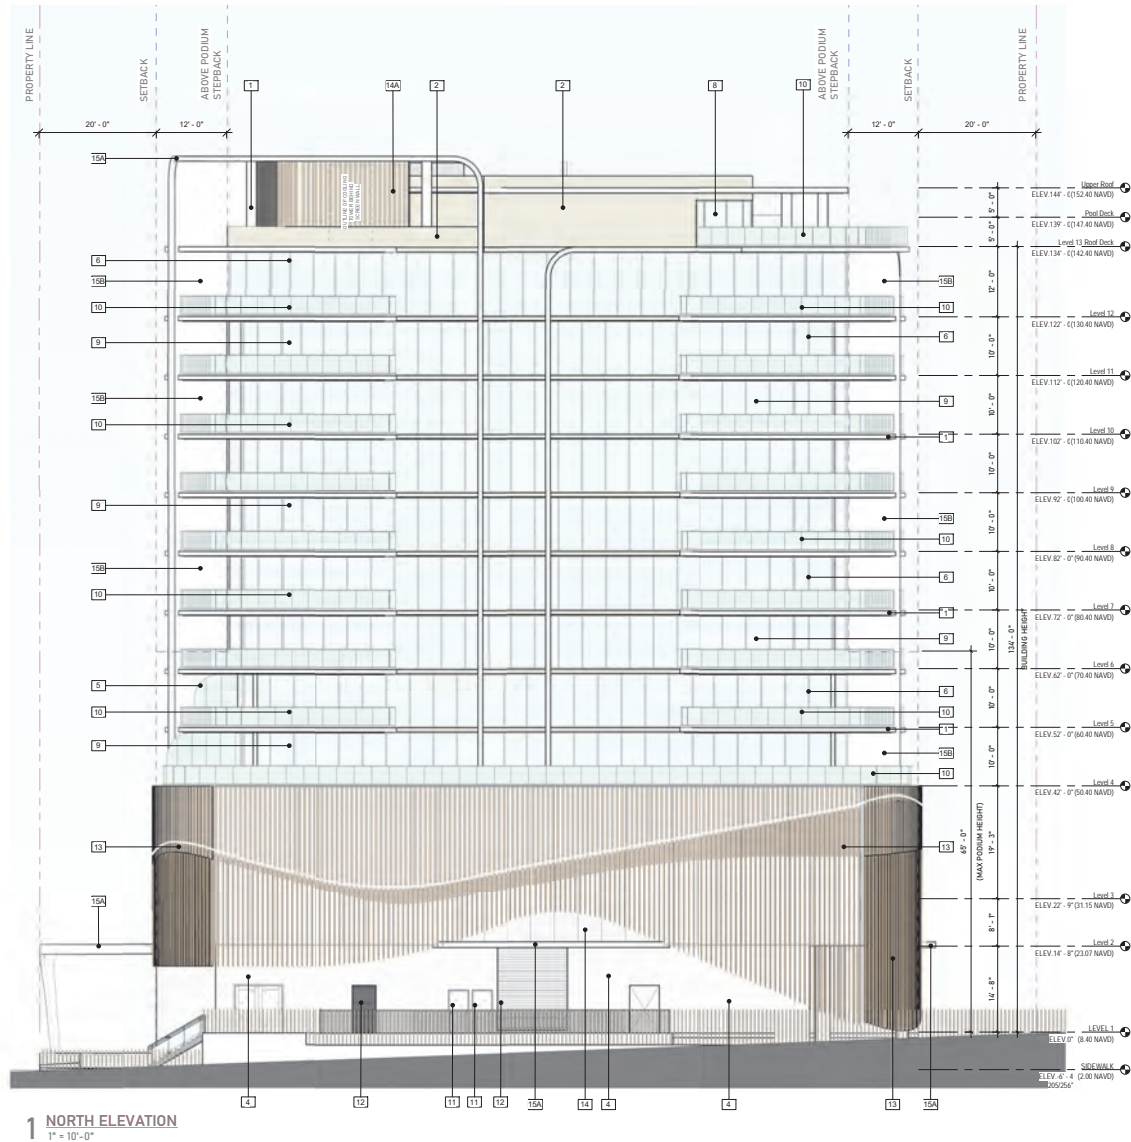 PROPERTY LINE
SETBACK
ABOVE PODIUM
STEPBACK
ABOVE PODIUM
STEPBACK
SETBACK
PROPERTY LINE
1
14A
2
2
8
10
20' - 0"
12' - 0"
12' - 0"
20' - 0"
15A
OUTLINE OF COOLING
TOWER BEHIND
SCREEN WALL
Upper Roof
ELEV.144' - 0(152.40 NAVD)
5' - 0"
Pool Deck
ELEV.139' - 0(147.40 NAVD)
5' - 0"
Level 13 Roof Deck
ELEV.134' - 0(142.40 NAVD)
6
15B
15B
12' - 0"
10
10
Level 12
ELEV.122' - 0(130.40 NAVD)
9
6
10' - 0"
Level 11
ELEV.112' - 0(120.40 NAVD)
15B
9
10' - 0"
10
1
Level 10
ELEV.102' - 0(110.40 NAVD)
10' - 0"
Level 9
ELEV.92' - 0(100.40 NAVD)
9
15B
10' - 0"
10
Level 8
ELEV.82' - 0"(90.40 NAVD)
15B
6
10' - 0"
10
1
Level 7
ELEV.72' - 0"(80.40 NAVD)
9
10' - 0"
134' - 0"
BUILDING HEIGHT
Level 6
ELEV.62' - 0"(70.40 NAVD)
5
6
10' - 0"
10
10
1
Level 5
ELEV.52' - 0"(60.40 NAVD)
9
15B
10' - 0"
10
Level 4
ELEV.42' - 0"(50.40 NAVD)
13
13
65' - 0"
(MAX PODIUM HEIGHT)
19' - 3"
15A
Level 3
ELEV.22' - 9"(31.15 NAVD)
8' - 1"
Level 2
ELEV.14' - 8"(23.07 NAVD)
14' - 8"
LEVEL 1
ELEV.0" (8.40 NAVD)
SIDEWALK
ELEV.-6' - 4 (2.00 NAVD)
205/256"
4
12
11
11
12
15A
14
4
4
13
15A
1 NORTH ELEVATION
1" = 10'-0"